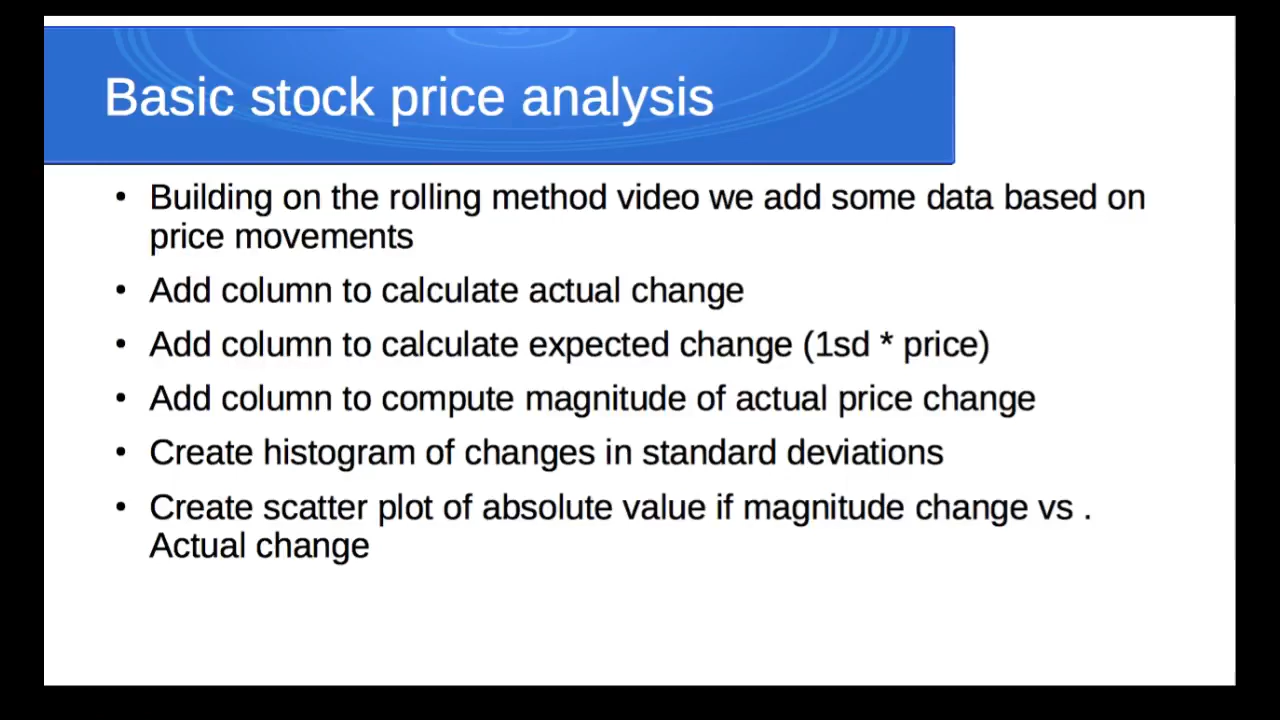 Basic stock price analysis
• Building on the rolling method video we add some data based on
price movements
• Add column to calculate actual change
• Add column to calculate expected change (1sd * price)
• Add column to compute magnitude of actual price change
• Create histogram of changes in standard deviations
• Create scatter plot of absolute value if magnitude change vs .
Actual change